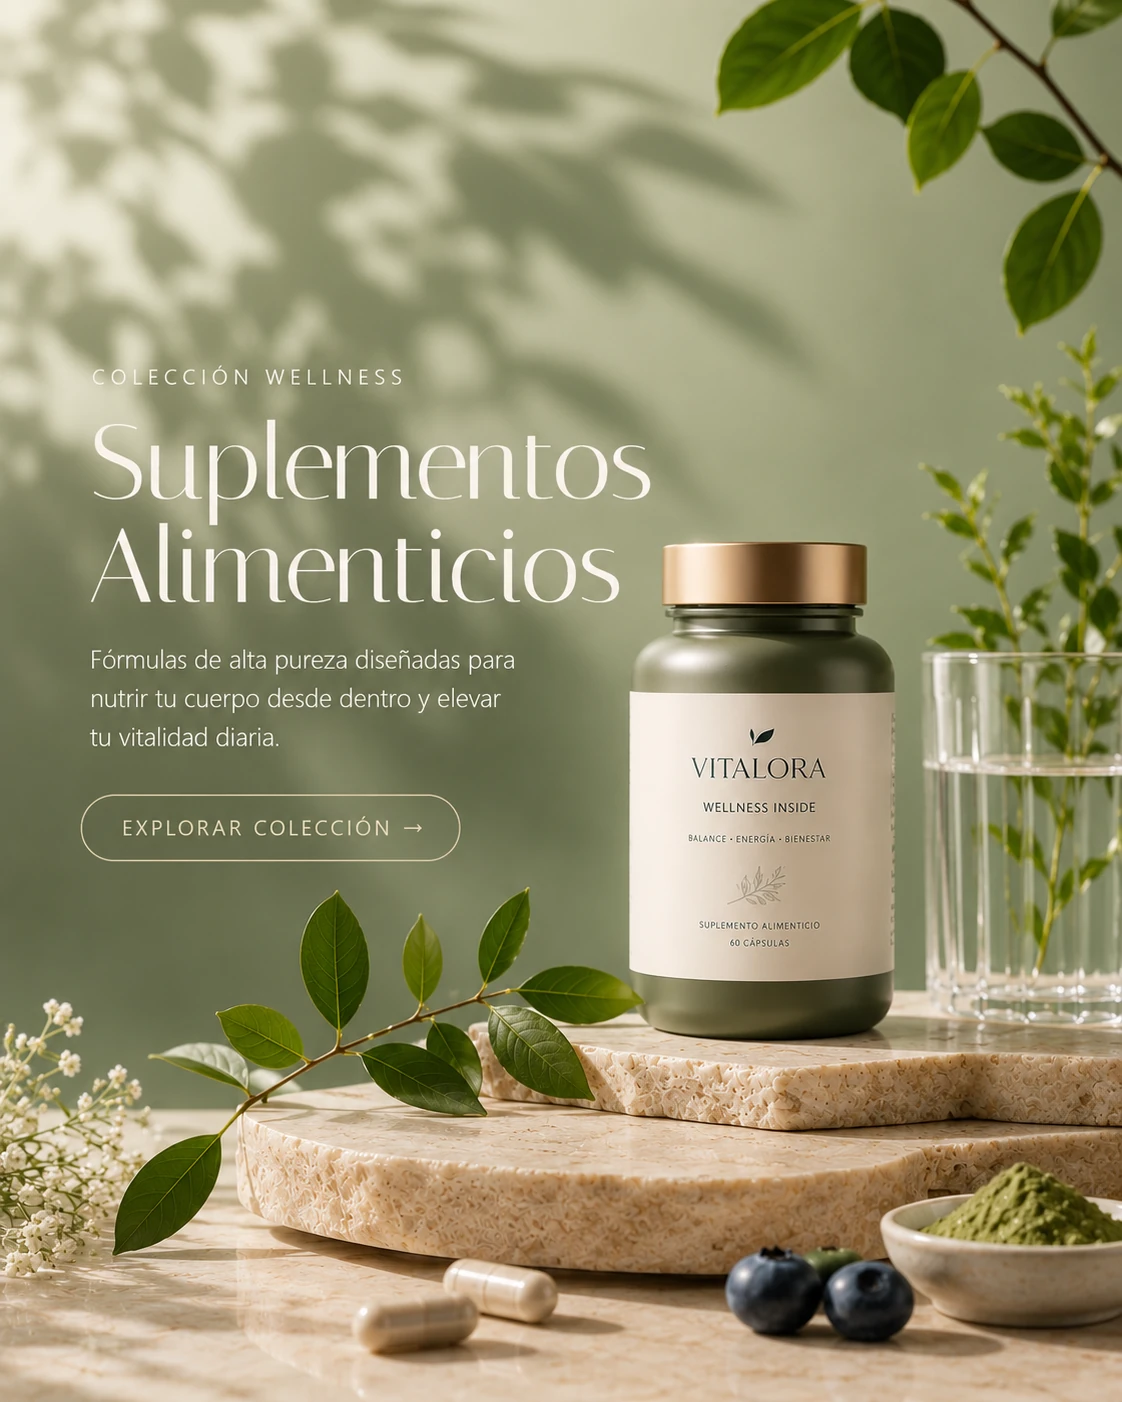 COLECCIÓN WELLNESS
Suplementos
Alimenticios
Fórmulas de alta pureza diseñadas para
nutrir tu cuerpo desde dentro y elevar
tu vitalidad diaria.
EXPLORAR COLECCIÓN →
VITALORA
WELLNESS INSIDE
BALANCE • ENERGÍA • BIENESTAR
SUPLEMENTO ALIMENTICIO
60 CÁPSULAS